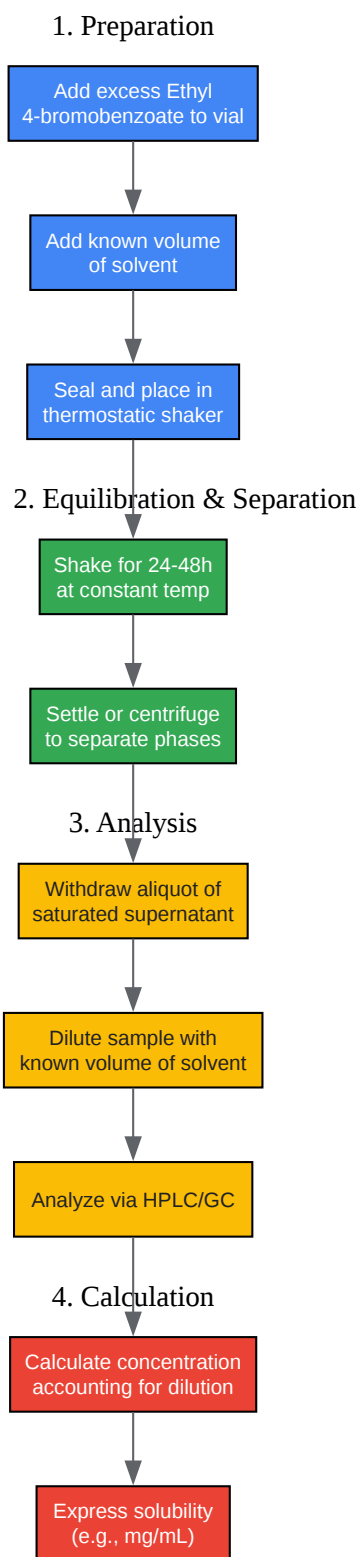 1. Preparation
Add excess Ethyl
4-bromobenzoate to vial
Add known volume
of solvent
Seal and place in
thermostatic shaker
2. Equilibration & Separation
Shake for 24-48h
at constant temp
Settle or centrifuge
to separate phases
3. Analysis
Withdraw aliquot of
saturated supernatant
Dilute sample with
known volume of solvent
Analyze via HPLC/GC
4. Calculation
Calculate concentration
accounting for dilution
Express solubility
(e.g., mg/mL)